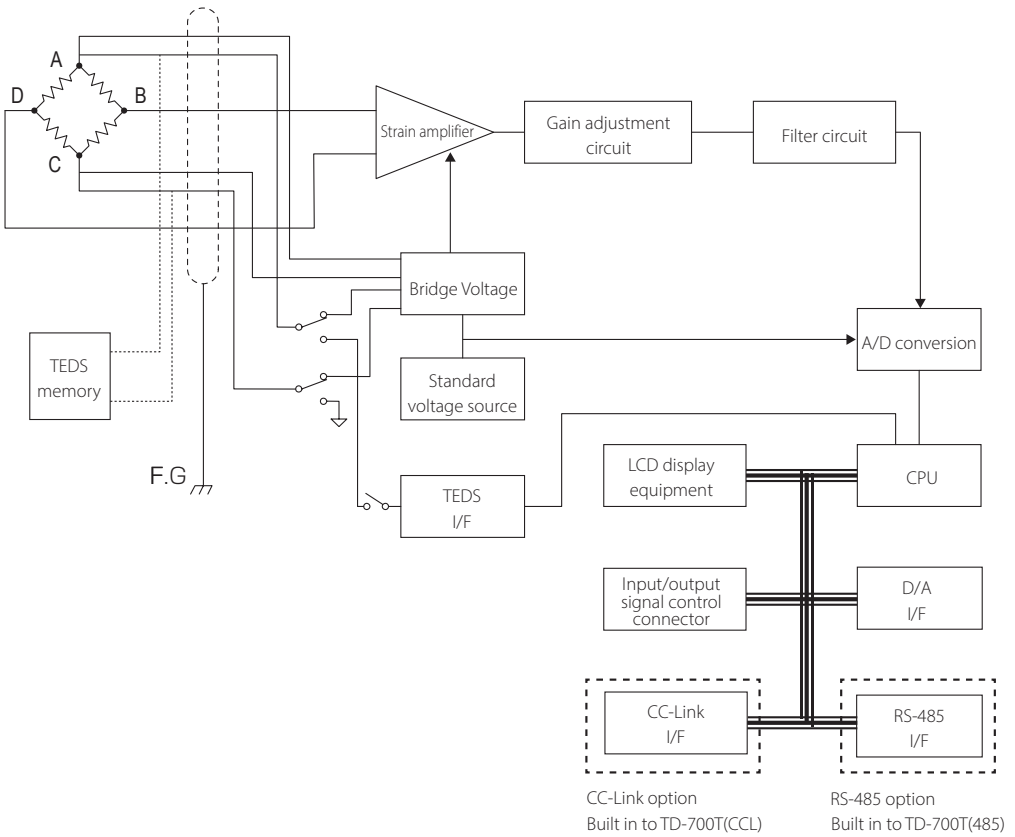 A
D
B
C
Strain amplifier
Gain adjustment
circuit
Filter circuit
Bridge Voltage
A/D conversion
TEDS
memory
Standard
voltage source
F.G
TEDS
I/F
LCD display
equipment
CPU
Input/output
signal control
connector
D/A
I/F
CC-Link
I/F
RS-485
I/F
CC-Link option
Built in to TD-700T(CCL)
RS-485 option
Built in to TD-700T(485)